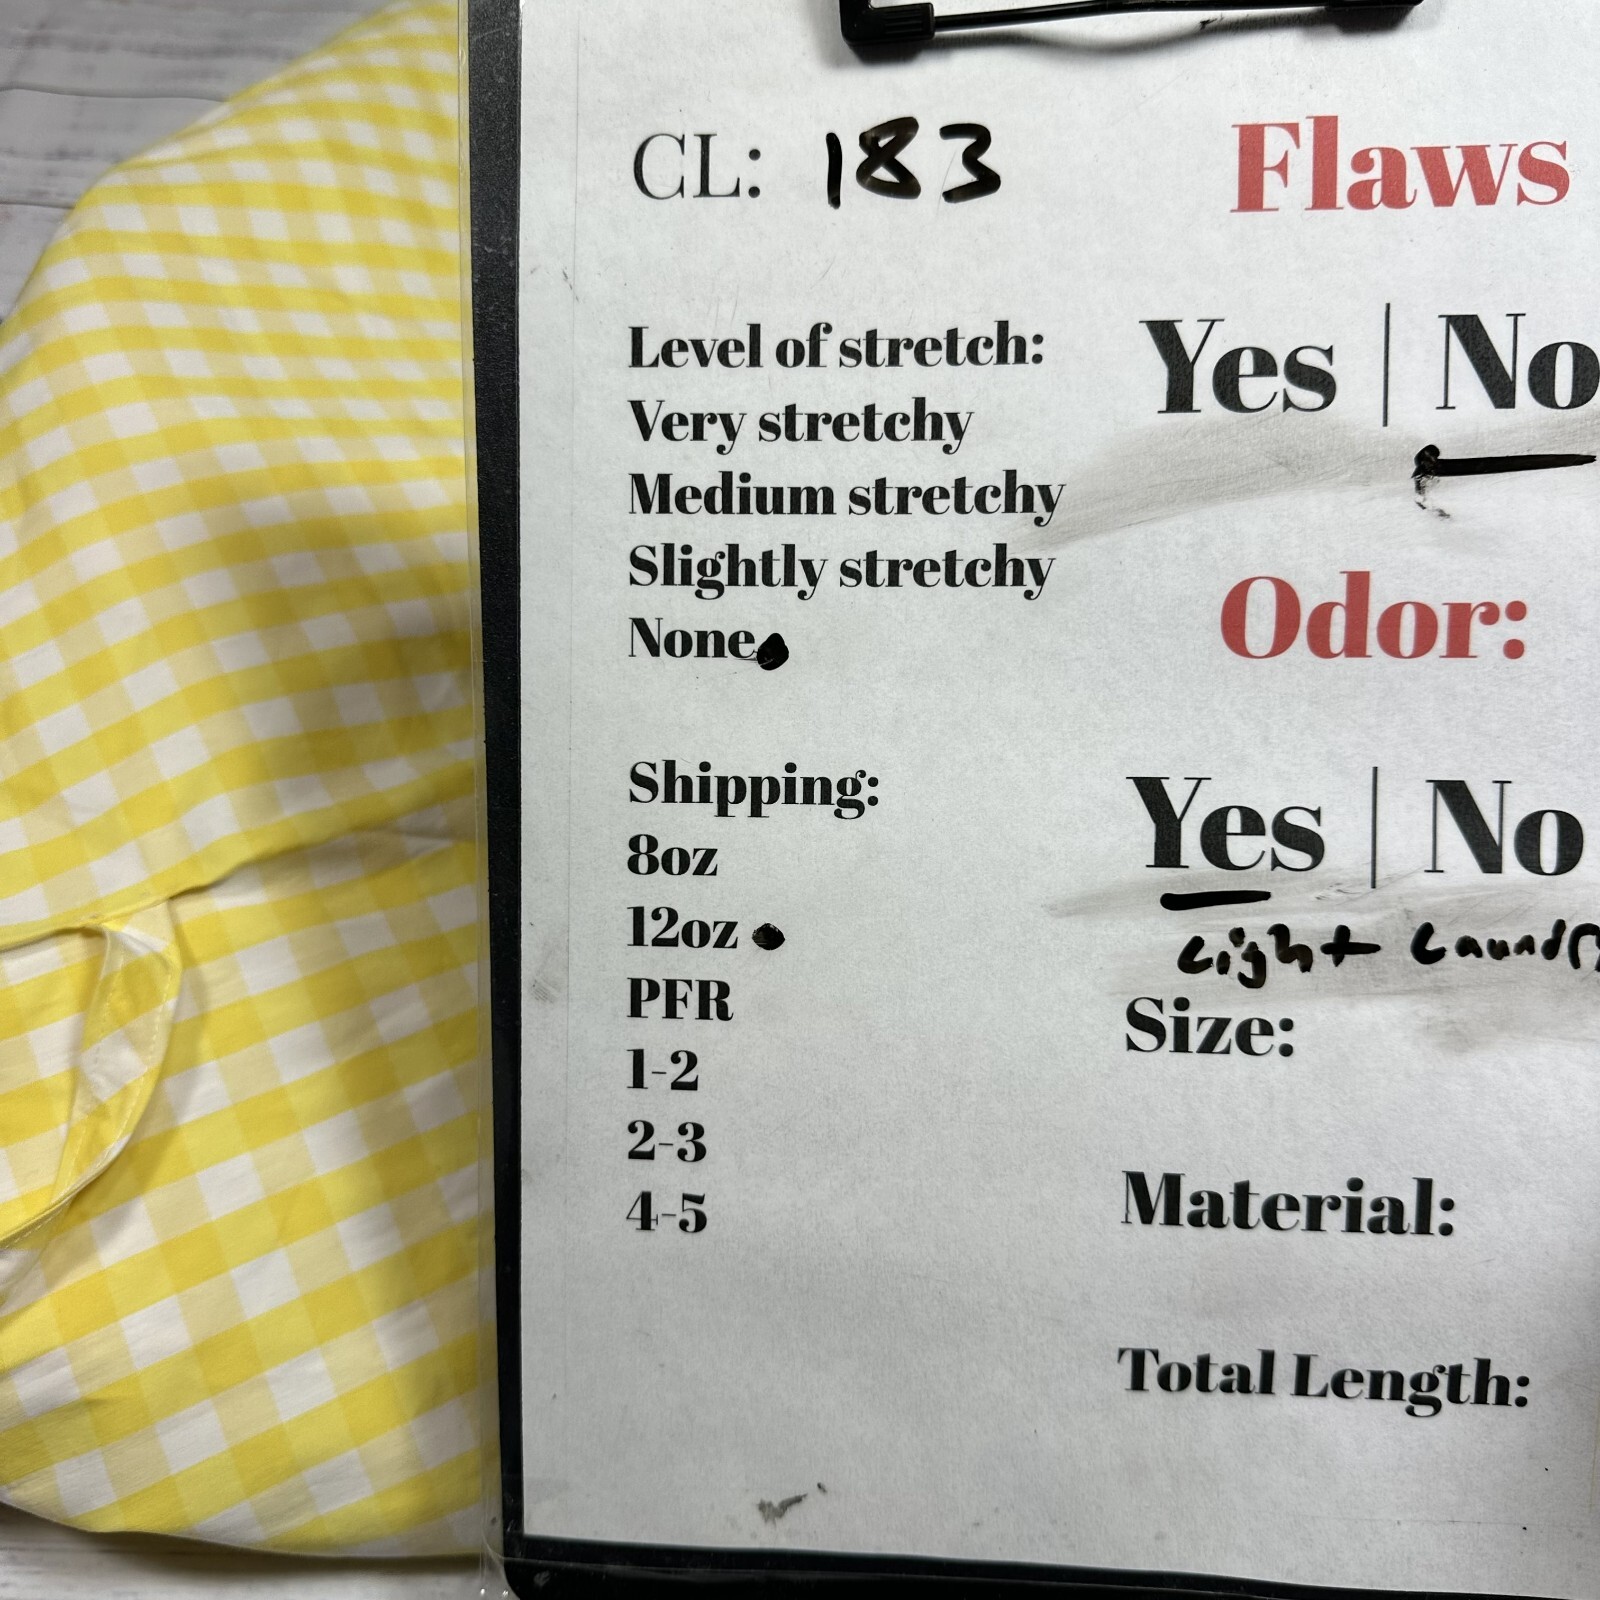 CL: 183
Level of stretch:
Very stretchy
Medium stretchy
Slightly stretchy
None
Shipping:
8oz
12oz
PFR
1-2
2-3
4-5
Flaws
Yes | No
Odor:
Yes | No
Light Laundry
Size:
Material:
Total Length: